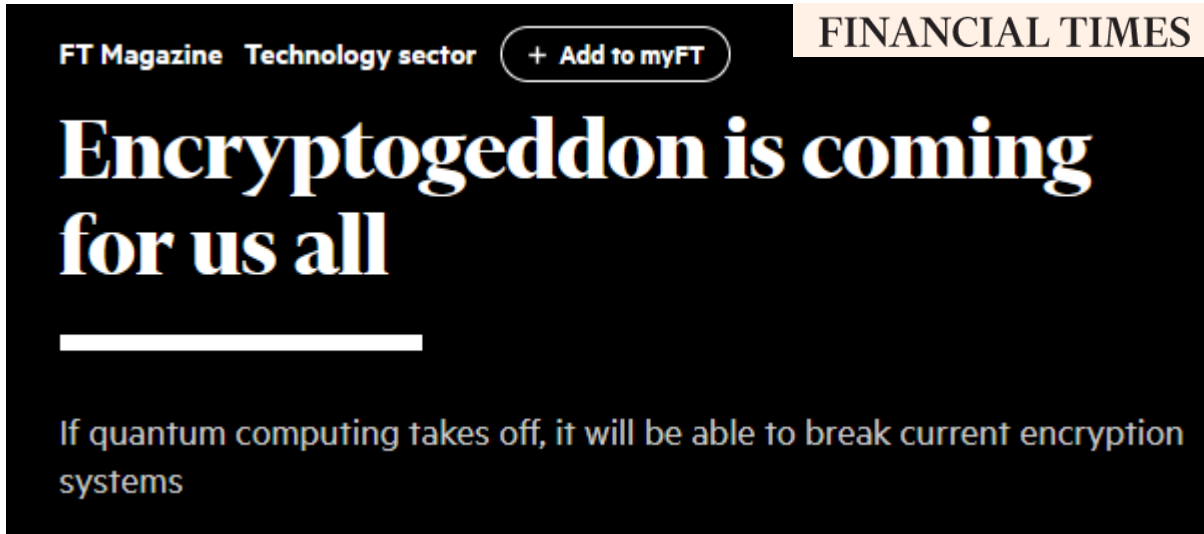 FINANCIAL TIMES
FT Magazine Technology sector + Add to myFT
Encryptogeddon is coming
for us all
If quantum computing takes off, it will be able to break current encryption
systems